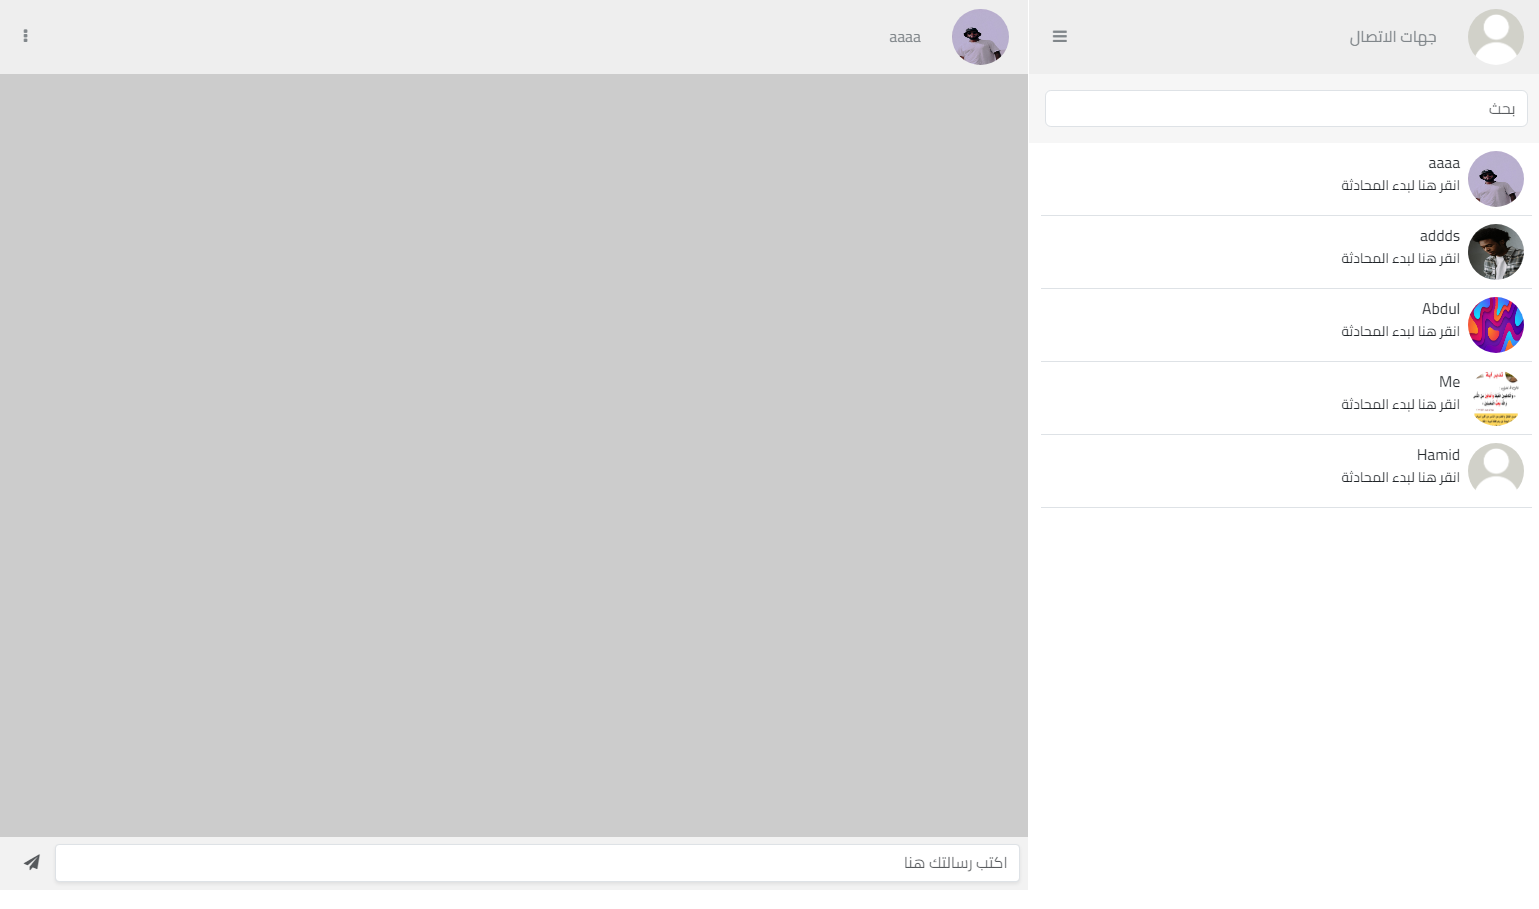 جهات الاتصال
بحث
aaaa
انقر هنا لبدء المحادثة
addds
انقر هنا لبدء المحادثة
Abdul
انقر هنا لبدء المحادثة
Me
انقر هنا لبدء المحادثة
Hamid
انقر هنا لبدء المحادثة
aaaa
اكتب رسالتك هنا